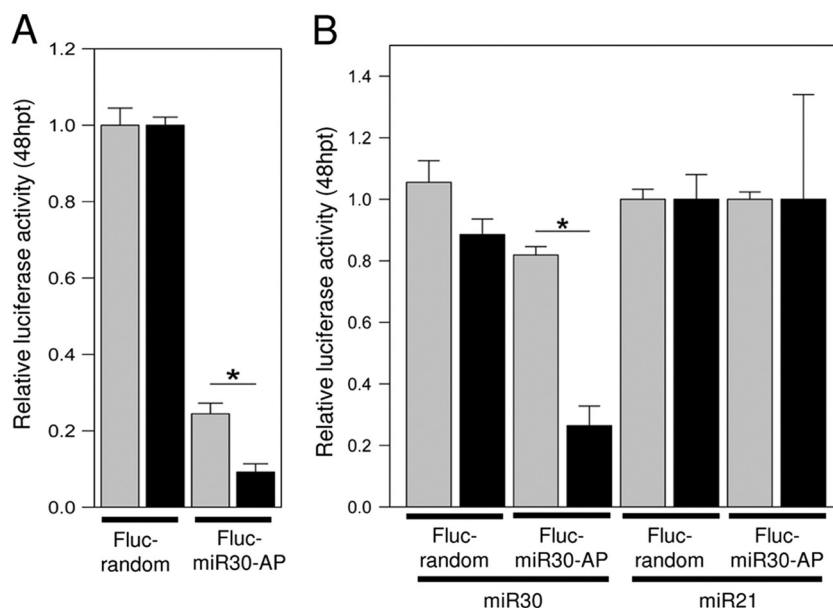 A
Relative luciferase activity (48hpt)
1.2
1.0
0.8
0.6
0.4
0.2
0.0
*
Fluc-
random
Fluc-
miR30-AP
B
Relative luciferase activity (48hpt)
1.4
1.2
1.0
0.8
0.6
0.4
0.2
0.0
*
Fluc-
random
Fluc-
miR30-AP
Fluc-
random
Fluc-
miR30-AP
miR30
miR21